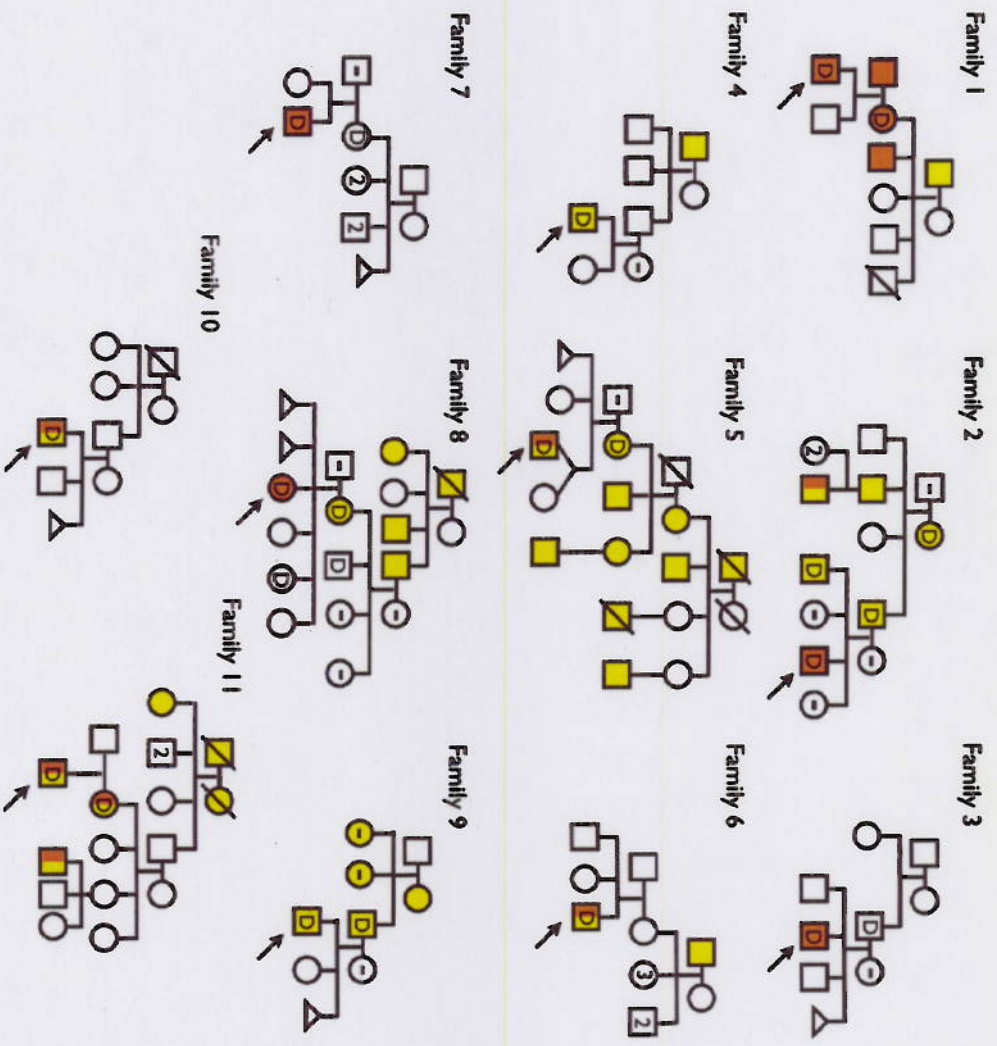 Family 1
D
D
Family 2
- D
D -
2 D - D -
Family 3
D -
D
Family 4
-
D
Family 5
- D
D
Family 6
3 2
D
Family 7
- D 2 2
D
Family 8
-
- D D - -
D D
Family 9
- - D -
D
Family 10
D
Family 11
2
D
D